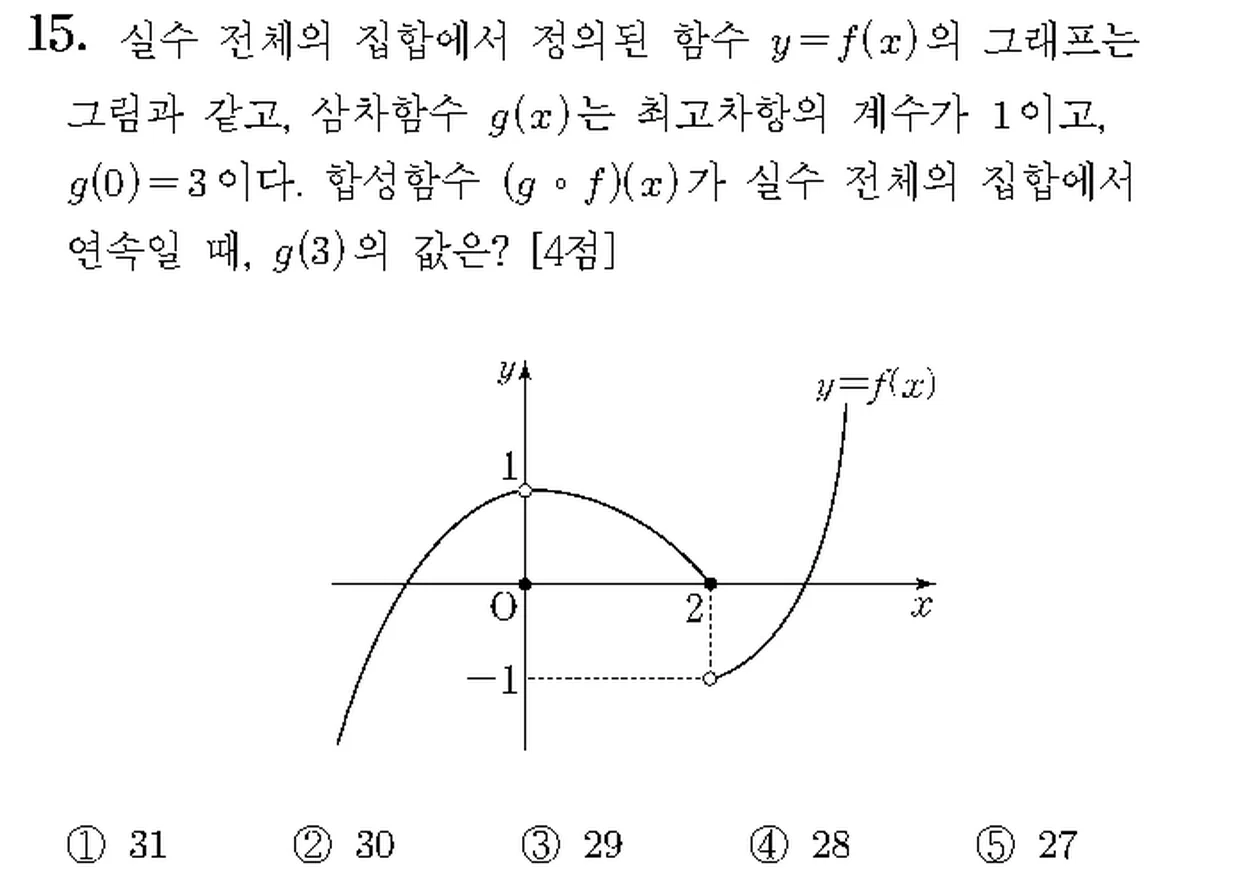 15. 실수 전체의 집합에서 정의된 함수 y=f(x)의 그래프는
그림과 같고, 삼차함수 g(x)는 최고차항의 계수가 1이고,
g(0)=3이다. 합성함수 (g∘f)(x)가 실수 전체의 집합에서
연속일 때, g(3)의 값은? [4점]
y
y=f(x)
1
O
2
x
-1
① 31 ② 30 ③ 29 ④ 28 ⑤ 27